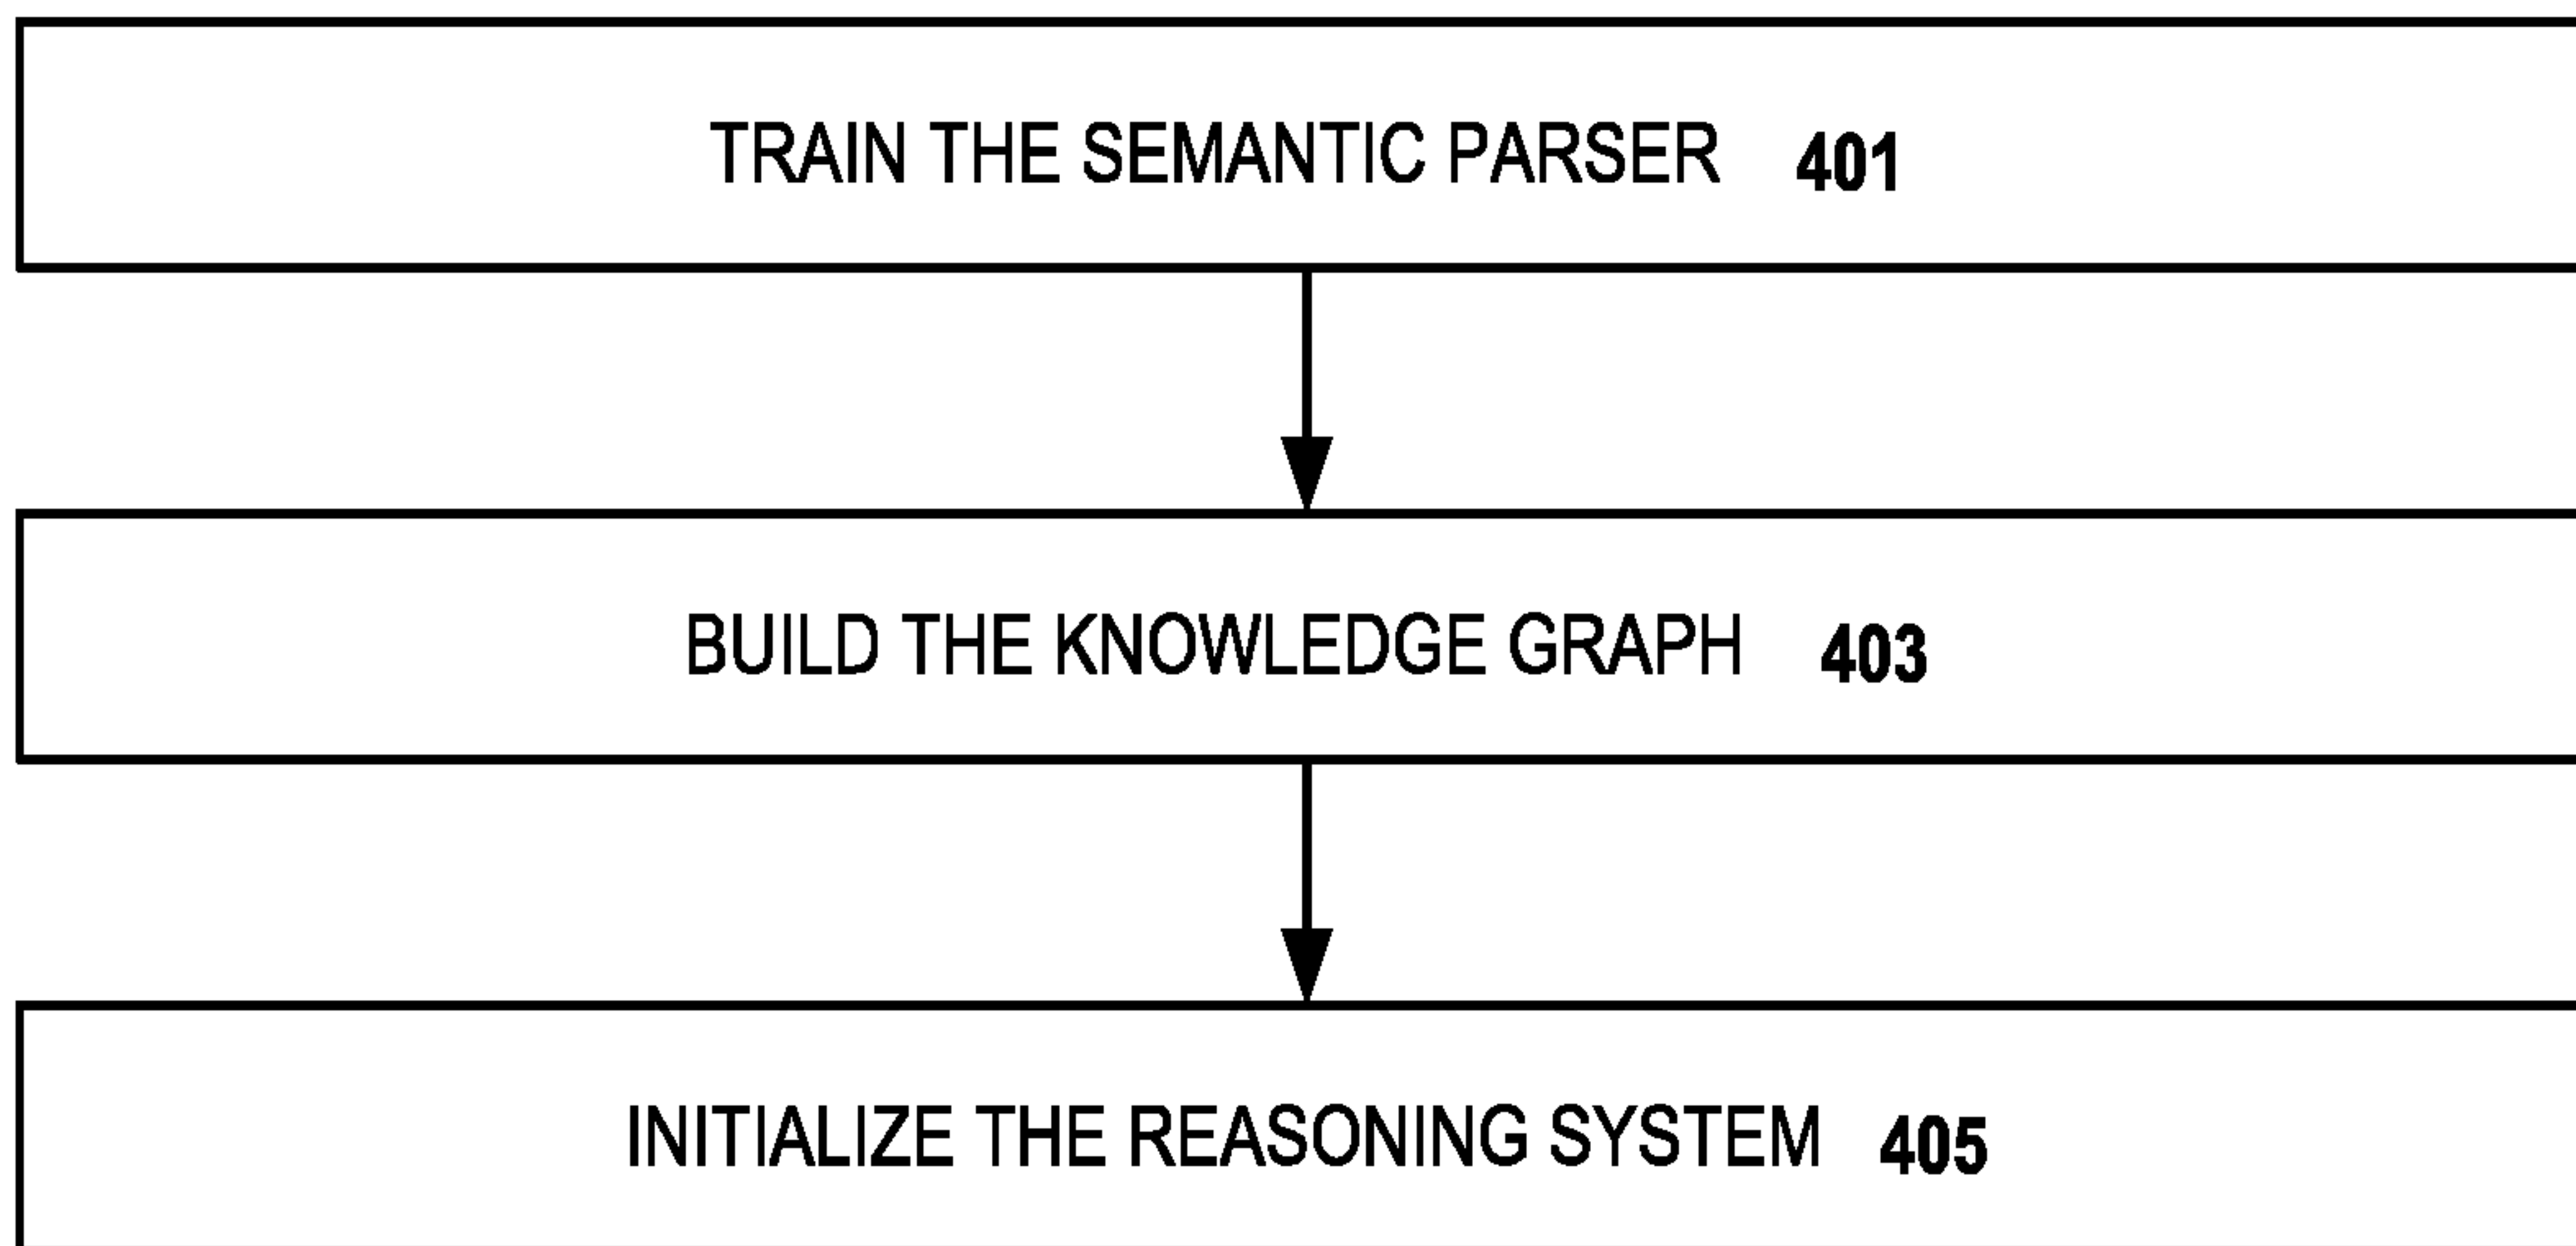 TRAIN THE SEMANTIC PARSER 401
BUILD THE KNOWLEDGE GRAPH 403
INITIALIZE THE REASONING SYSTEM 405